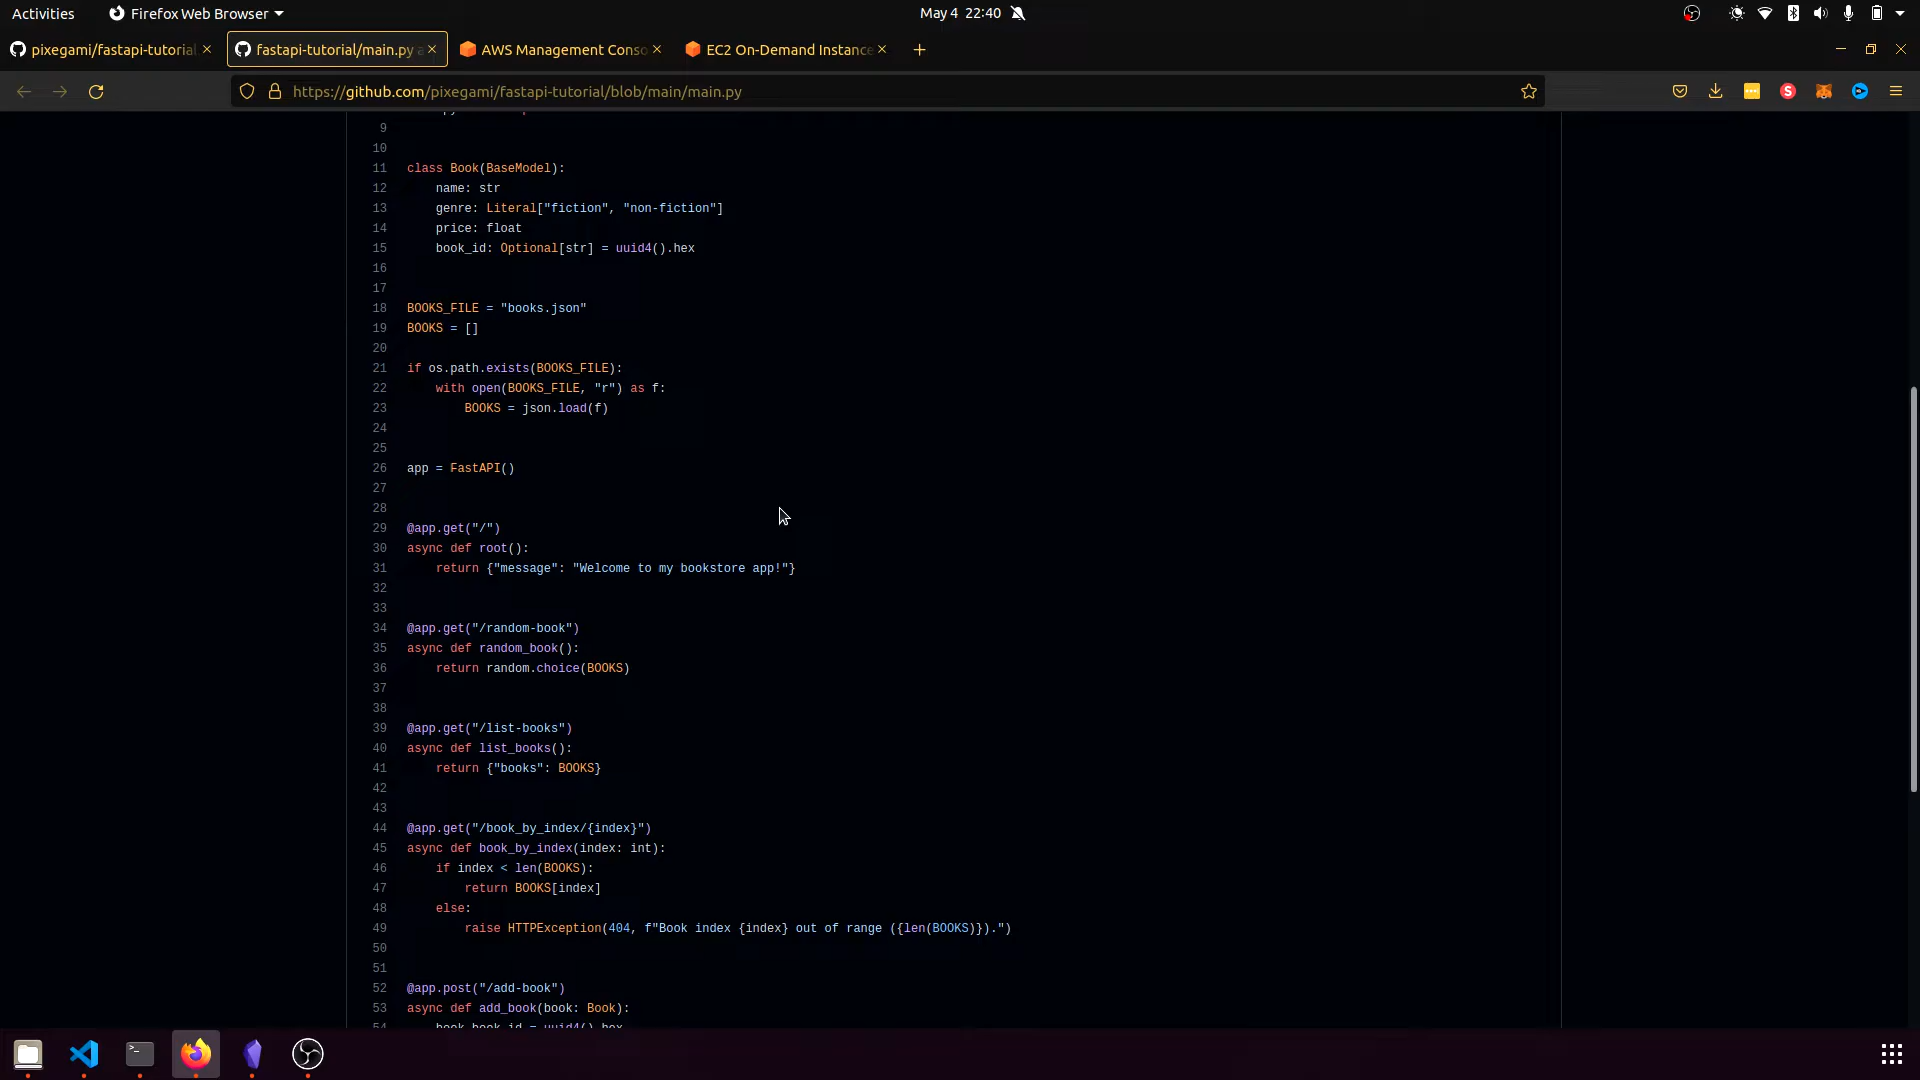 Activities Firefox Web Browser May 4 22:40
pixegami/fastapi-tutorial fastapi-tutorial/main.py a AWS Management Conso EC2 On-Demand Instance
https://github.com/pixegami/fastapi-tutorial/blob/main/main.py
9
10
11 class Book(BaseModel):
12 name: str
13 genre: Literal["fiction", "non-fiction"]
14 price: float
15 book_id: Optional[str] = uuid4().hex
16
17
18 BOOKS_FILE = "books.json"
19 BOOKS = []
20
21 if os.path.exists(BOOKS_FILE):
22 with open(BOOKS_FILE, "r") as f:
23 BOOKS = json.load(f)
24
25
26 app = FastAPI()
27
28
29 @app.get("/")
30 async def root():
31 return {"message": "Welcome to my bookstore app!"}
32
33
34 @app.get("/random-book")
35 async def random_book():
36 return random.choice(BOOKS)
37
38
39 @app.get("/list-books")
40 async def list_books():
41 return {"books": BOOKS}
42
43
44 @app.get("/book_by_index/{index}")
45 async def book_by_index(index: int):
46 if index < len(BOOKS):
47 return BOOKS[index]
48 else:
49 raise HTTPException(404, f"Book index {index} out of range ({len(BOOKS)}).")
50
51
52 @app.post("/add-book")
53 async def add_book(book: Book):
54 book.book_id = uuid4().hex